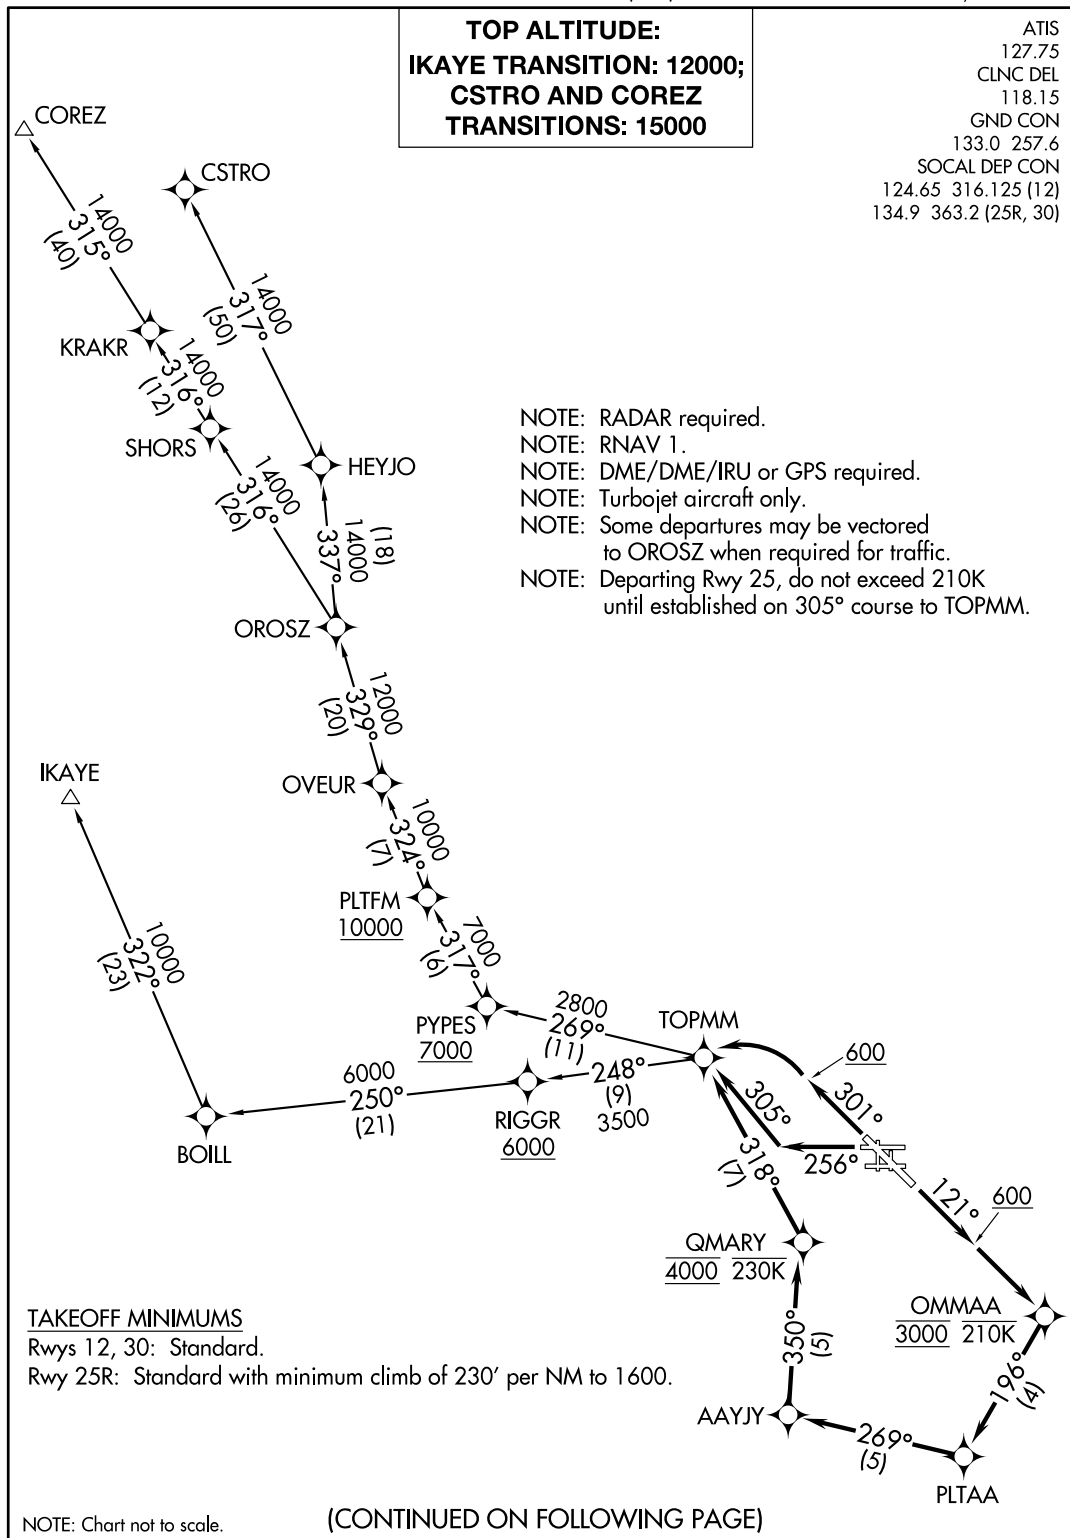 TOP ALTITUDE:
IKAYE TRANSITION: 12000;
CSTRO AND COREZ
TRANSITIONS: 15000
ATIS
127.75
CLNC DEL
118.15
GND CON
133.0 257.6
SOCAL DEP CON
124.65 316.125 (12)
134.9 363.2 (25R, 30)
COREZ
CSTRO
14000
315°
(40)
14000
317°
(50)
KRAKR
14000
316°
(12)
SHORS
HEYJO
14000
316°
(26)
(18)
14000
337°
NOTE: RADAR required.
NOTE: RNAV 1.
NOTE: DME/DME/IRU or GPS required.
NOTE: Turbojet aircraft only.
NOTE: Some departures may be vectored
to OROSZ when required for traffic.
NOTE: Departing Rwy 25, do not exceed 210K
until established on 305° course to TOPMM.
OROSZ
12000
329°
(20)
IKAYE
OVEUR
10000
324°
(7)
PLTFM
10000
7000
317°
(6)
10000
322°
(23)
PYPES
7000
2800
269°
(11)
TOPMM
600
301°
305°
256°
248°
(9)
3500
6000
250°
(21)
RIGGR
6000
BOILL
318°
(7)
121°
600
QMARY
4000 230K
OMMAA
3000 210K
350°
(5)
196°
(4)
AAYJY
269°
(5)
PLTAA
TAKEOFF MINIMUMS
Rwys 12, 30: Standard.
Rwy 25R: Standard with minimum climb of 230' per NM to 1600.
NOTE: Chart not to scale.
(CONTINUED ON FOLLOWING PAGE)